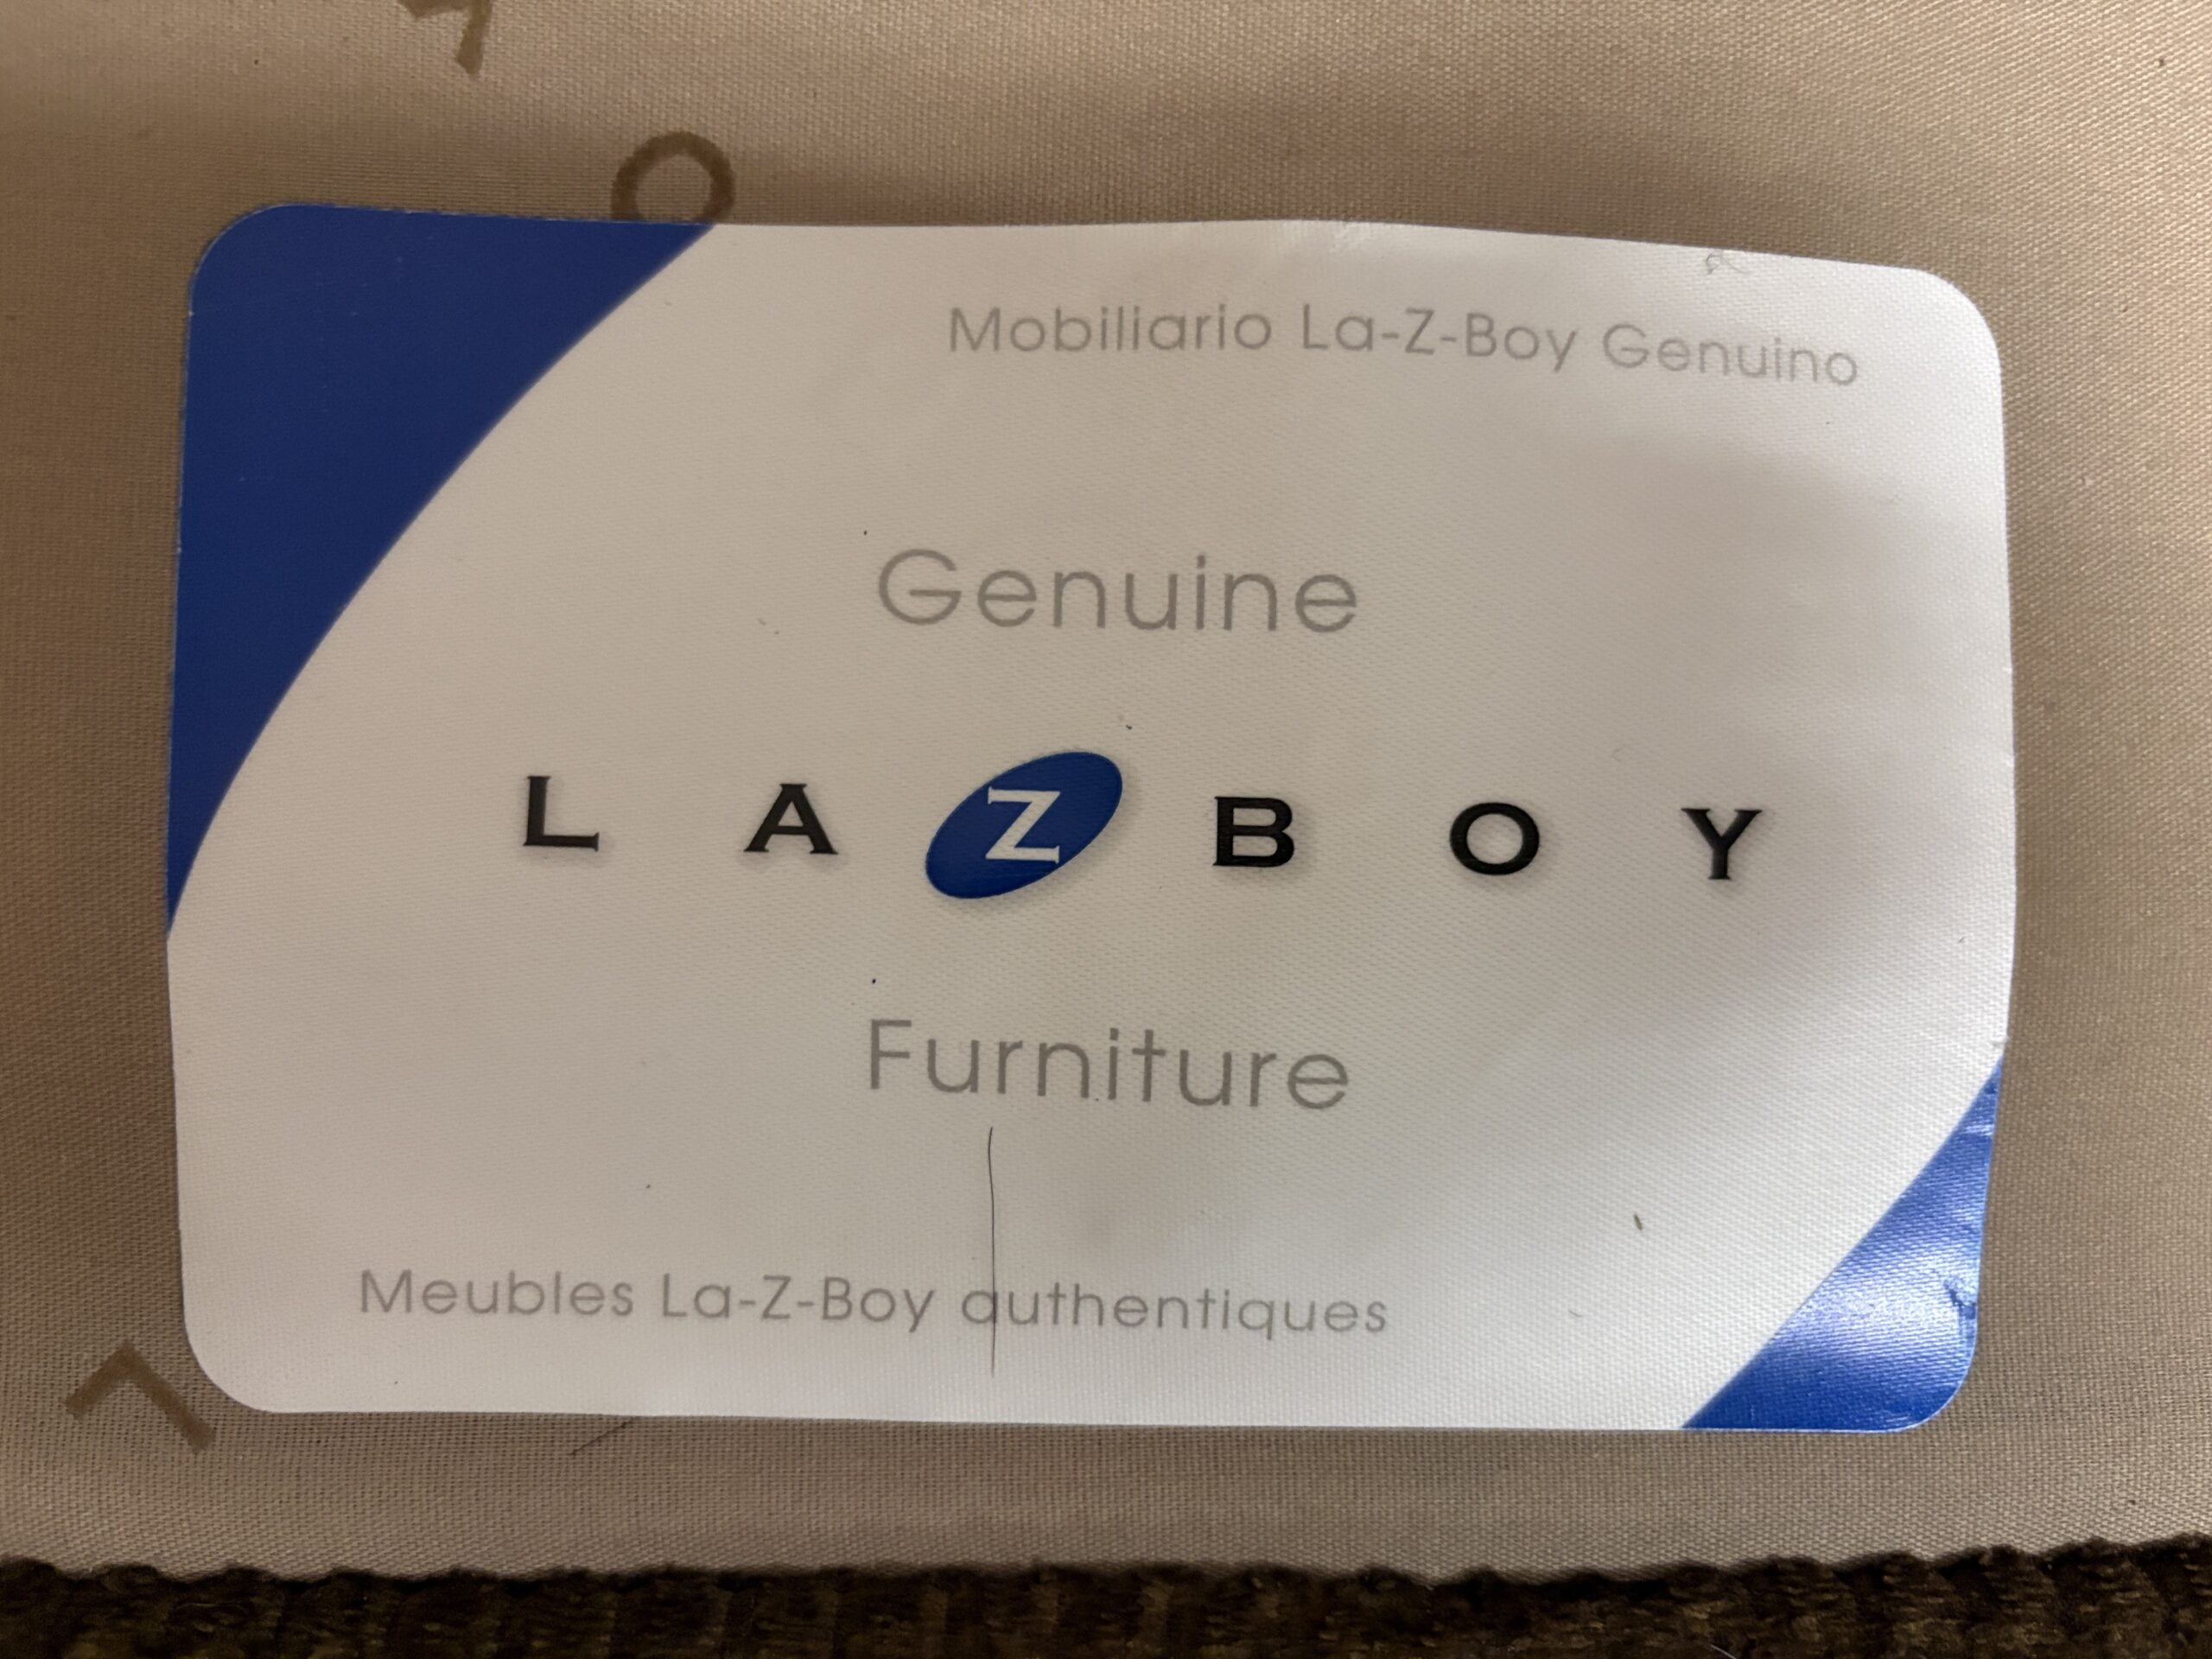 Mobiliario La-Z-Boy Genuino
Genuine
LAZBOY
Furniture
Meubles La-Z-Boy authentiques